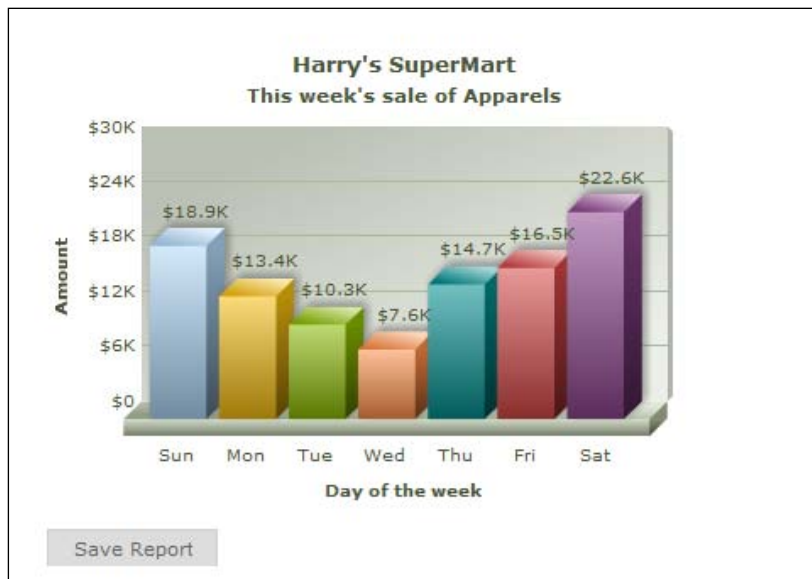 Harry's SuperMart
This week's sale of Apparels
$30K
$24K
$18K
$12K
$6K
$0
Amount
$18.9K
$13.4K
$10.3K
$7.6K
$14.7K
$16.5K
$22.6K
Sun Mon Tue Wed Thu Fri Sat
Day of the week
Save Report